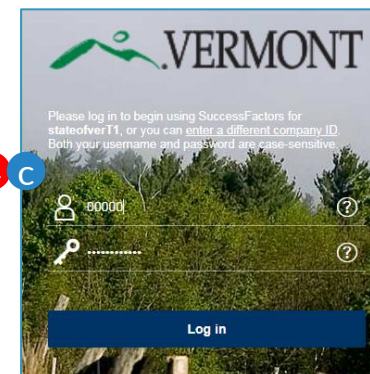 .VERMONT
Please log in to begin using SuccessFactors for
stateofverT1, or you can enter a different company ID.
Both your username and password are case-sensitive.
C
00000
?
············
?
Log in